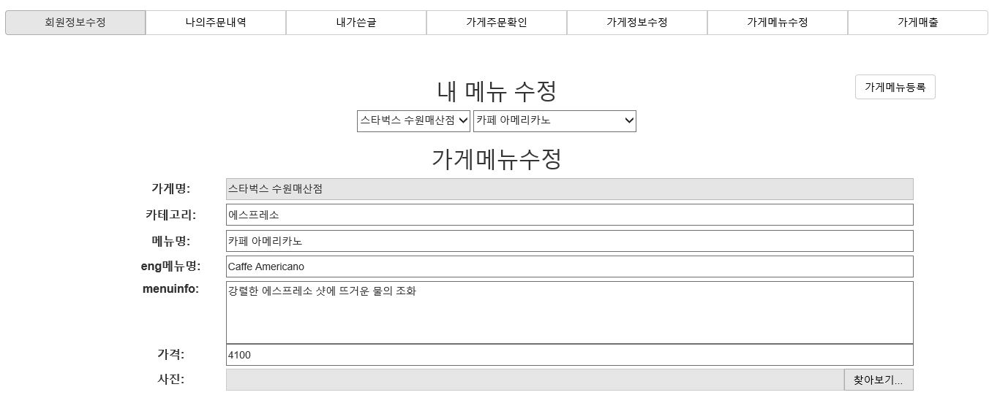 회원정보수정 나의주문내역 내가쓴글 가게주문확인 가게정보수정 가게메뉴수정 가게매출
내 메뉴 수정 가게메뉴등록
스타벅스 수원매산점 카페 아메리카노
가게메뉴수정
가게명: 스타벅스 수원매산점
카테고리: 에스프레소
메뉴명: 카페 아메리카노
eng메뉴명: Caffe Americano
menuinfo: 강렬한 에스프레소 샷에 뜨거운 물의 조화
가격: 4100
사진: 찾아보기...